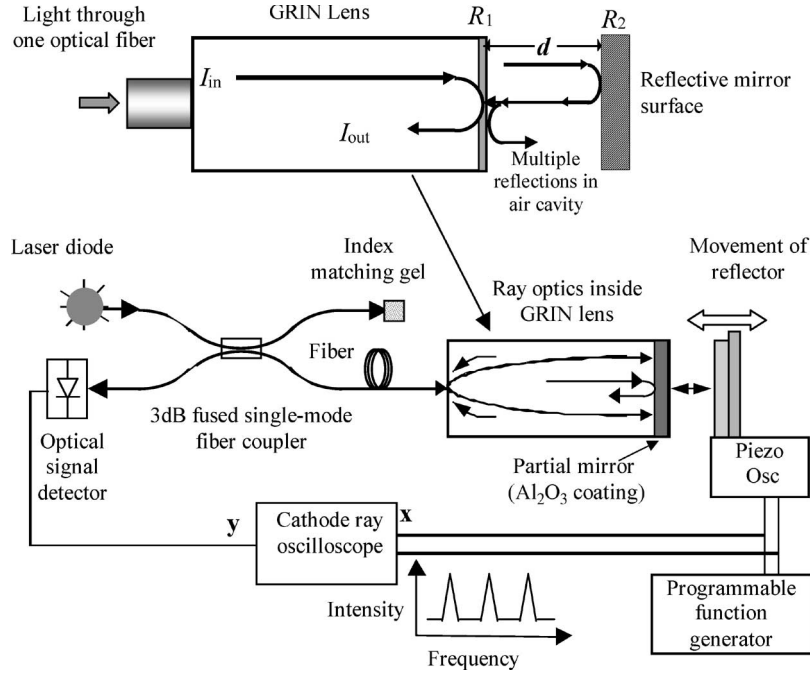 Light through
one optical fiber
GRIN Lens
R1
R2
d
Iin
Iout
Reflective mirror
surface
Multiple
reflections in
air cavity
Laser diode
Index
matching gel
Movement of
reflector
Ray optics inside
GRIN lens
Fiber
3dB fused single-mode
fiber coupler
Optical
signal
detector
Partial mirror
(Al2O3 coating)
Piezo
Osc
y
Cathode ray
oscilloscope
x
Intensity
Frequency
Programmable
function
generator